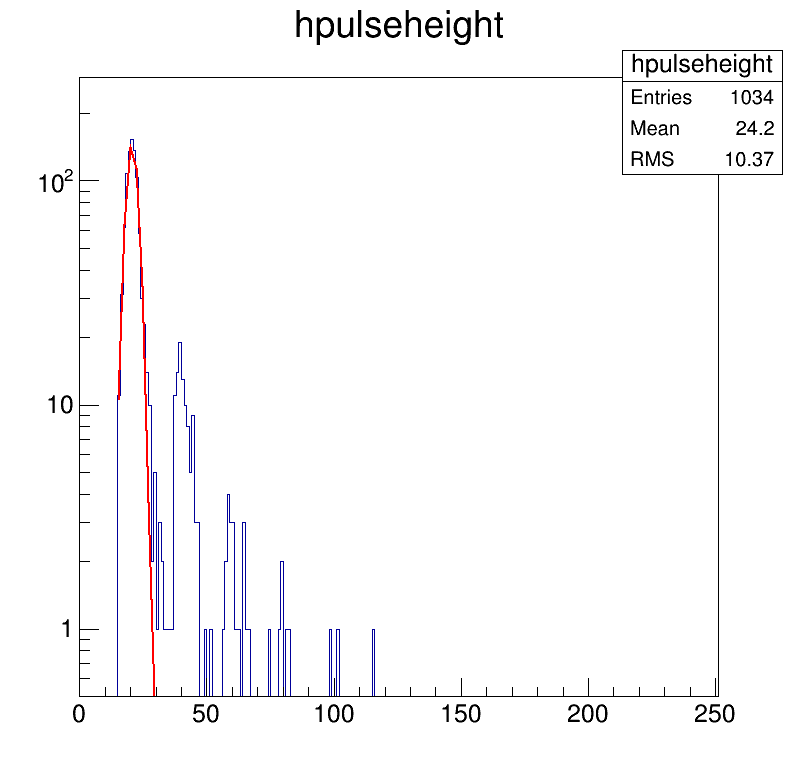 hpulseheight
hpulseheight
Entries 1034
Mean 24.2
RMS 10.37
10²
10
1
0 50 100 150 200 250